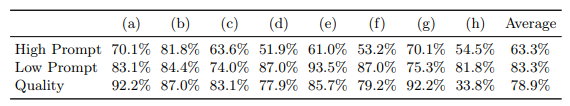 (a) (b) (c) (d) (e) (f) (g) (h) Average
High Prompt 70.1% 81.8% 63.6% 51.9% 61.0% 53.2% 70.1% 54.5% 63.3%
Low Prompt 83.1% 84.4% 74.0% 87.0% 93.5% 87.0% 75.3% 81.8% 83.3%
Quality 92.2% 87.0% 83.1% 77.9% 85.7% 79.2% 92.2% 33.8% 78.9%